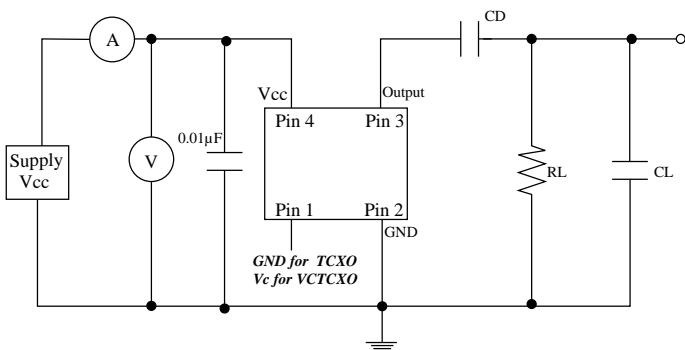 CD
A
Vcc
Output
Pin 4
Pin 3
0.01µF
Supply
Vcc
V
RL
CL
Pin 1
Pin 2
GND
GND for TCXO
Vc for VCTCXO